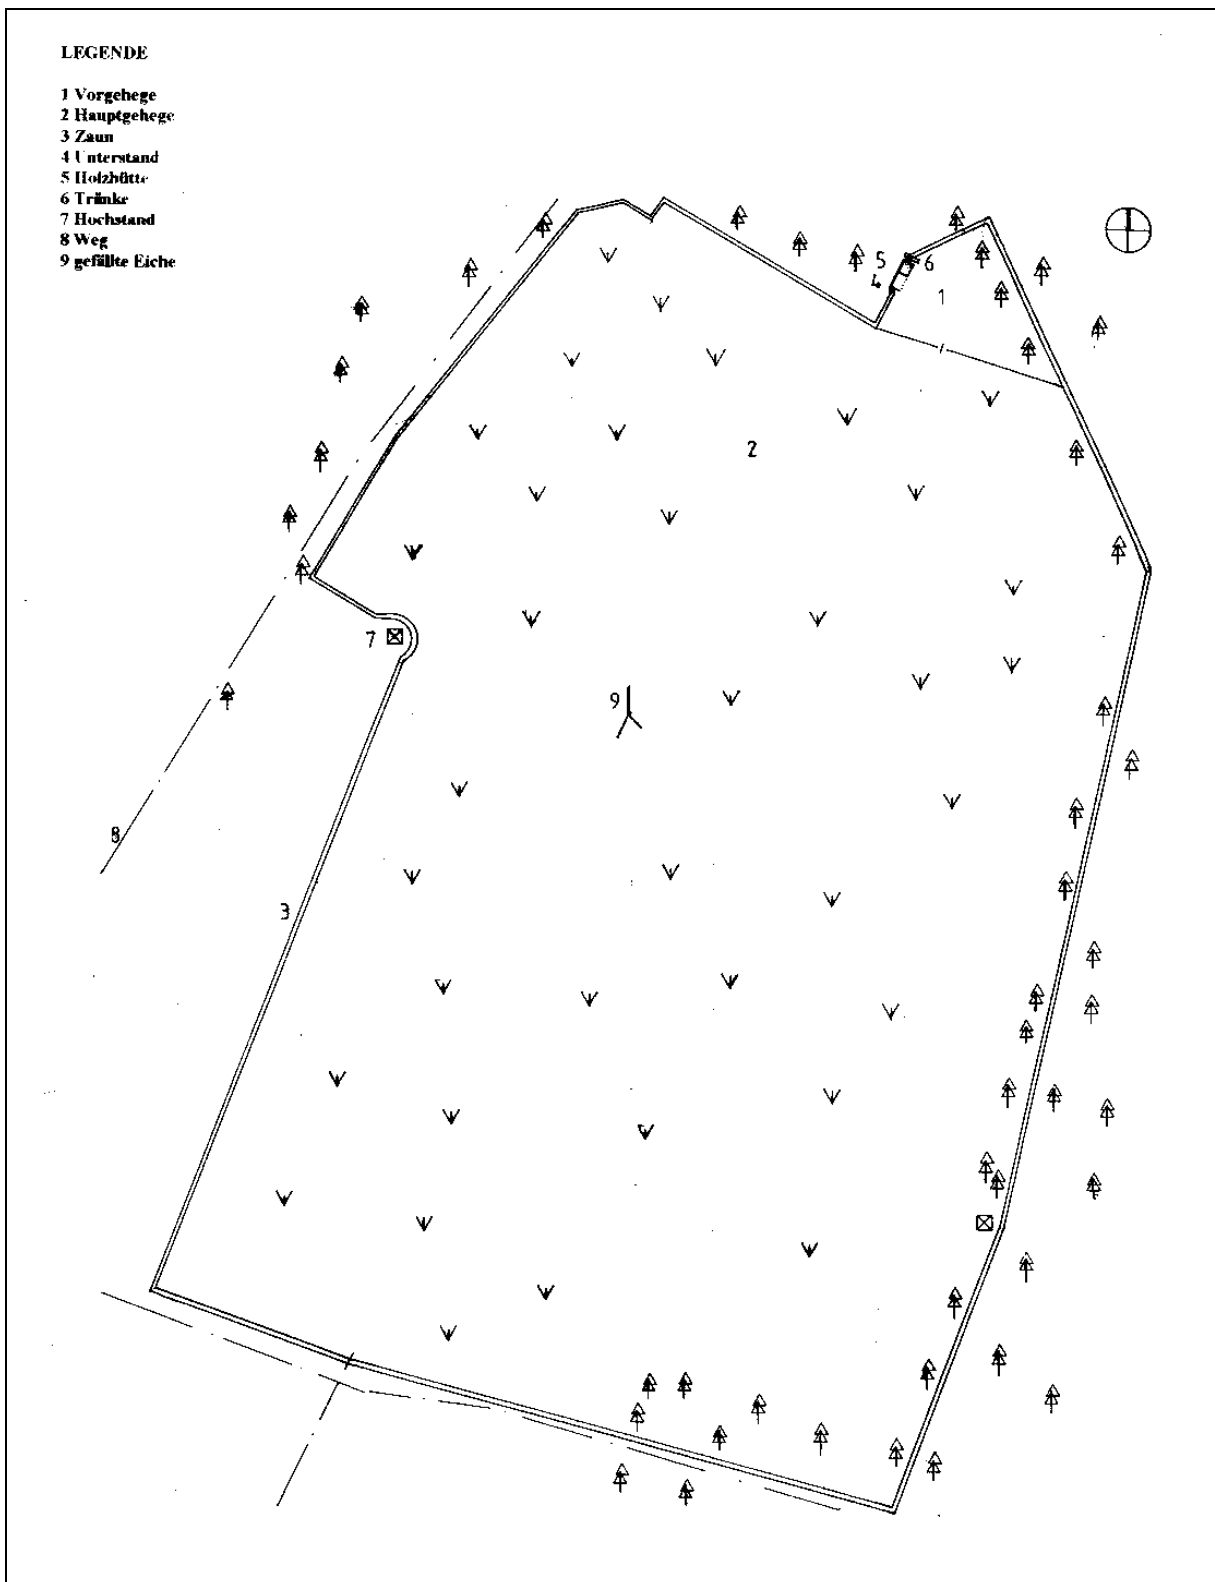 LEGENDE
1 Vorgehege
2 Hauptgehege
3 Zaun
4 Unterstand
5 Holzhütte
6 Tränke
7 Hochstand
8 Weg
9 gefällte Eiche
5
6
4
1
2
7
9
8
3